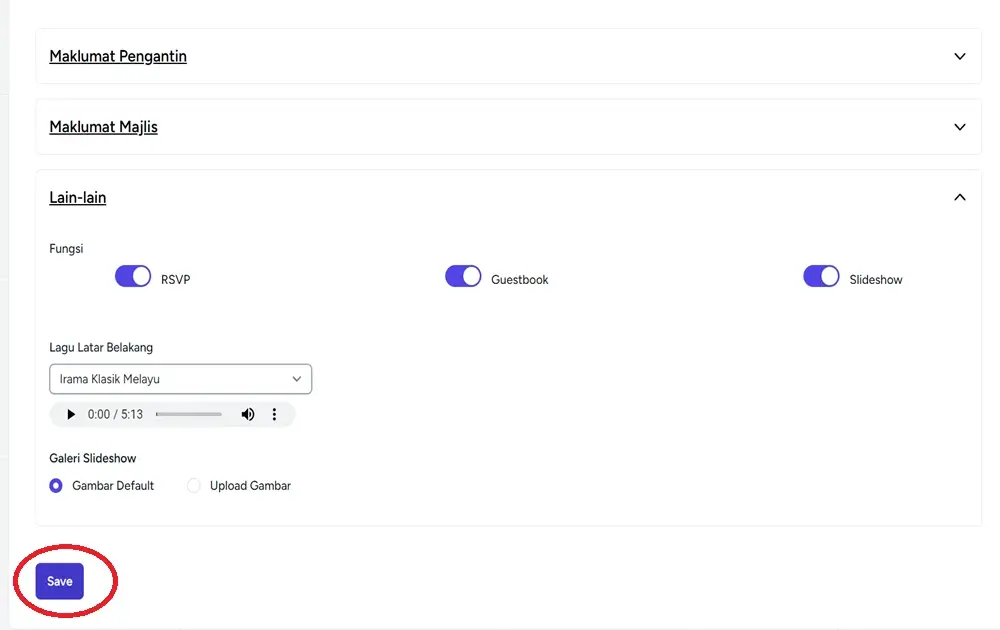 Maklumat Pengantin
Maklumat Majlis
Lain-lain
Fungsi
RSVP Guestbook Slideshow
Lagu Latar Belakang
Irama Klasik Melayu
0:00 / 5:13
Galeri Slideshow
Gambar Default Upload Gambar
Save